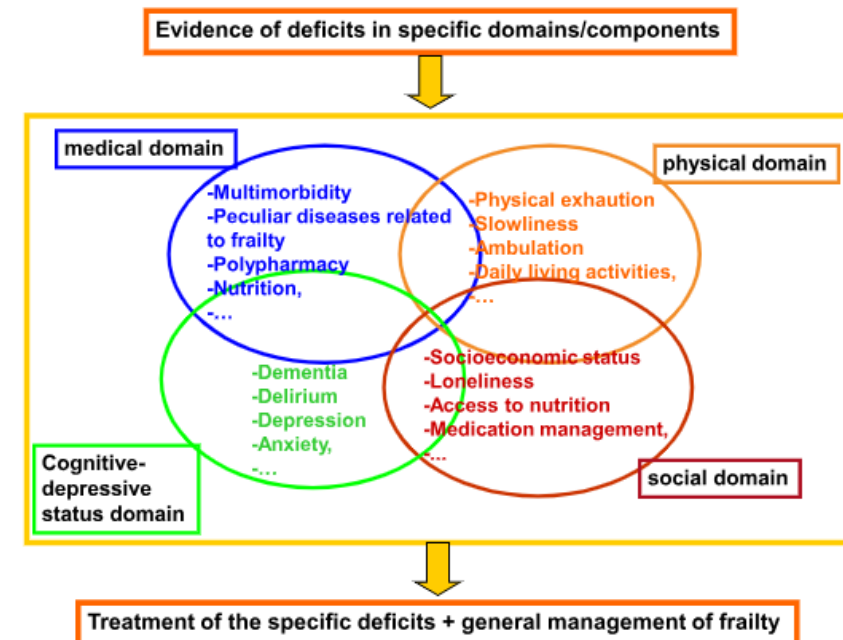 Evidence of deficits in specific domains/components
medical domain
physical domain
-Multimorbidity
-Peculiar diseases related
to frailty
-Polypharmacy
-Nutrition,
-...
-Physical exhaution
-Slowliness
-Ambulation
-Daily living activities,
-...
-Dementia
-Delirium
-Depression
-Anxiety,
-...
-Socioeconomic status
-Loneliness
-Access to nutrition
-Medication management,
-...
Cognitive-
depressive
status domain
social domain
Treatment of the specific deficits + general management of frailty